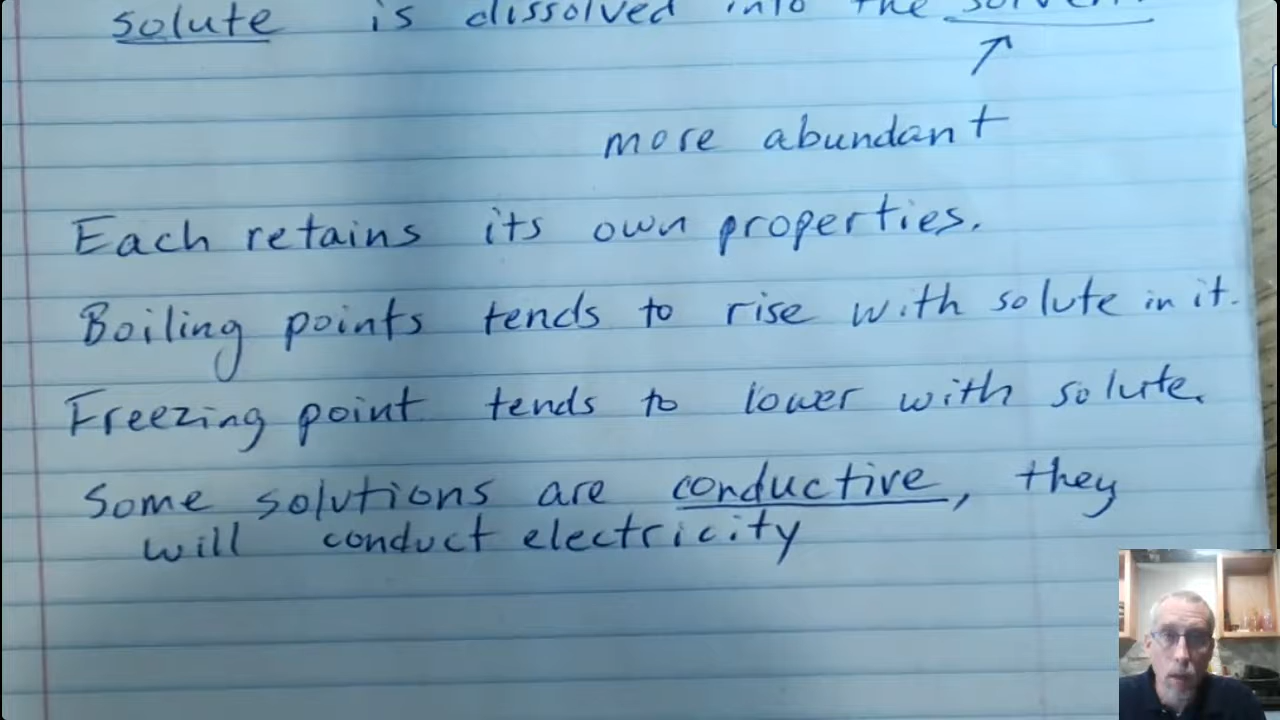 solute is dissolved into the solvent
more abundant
Each retains its own properties.
Boiling points tends to rise with solute in it.
Freezing point tends to lower with solute.
Some solutions are conductive, they
will conduct electricity